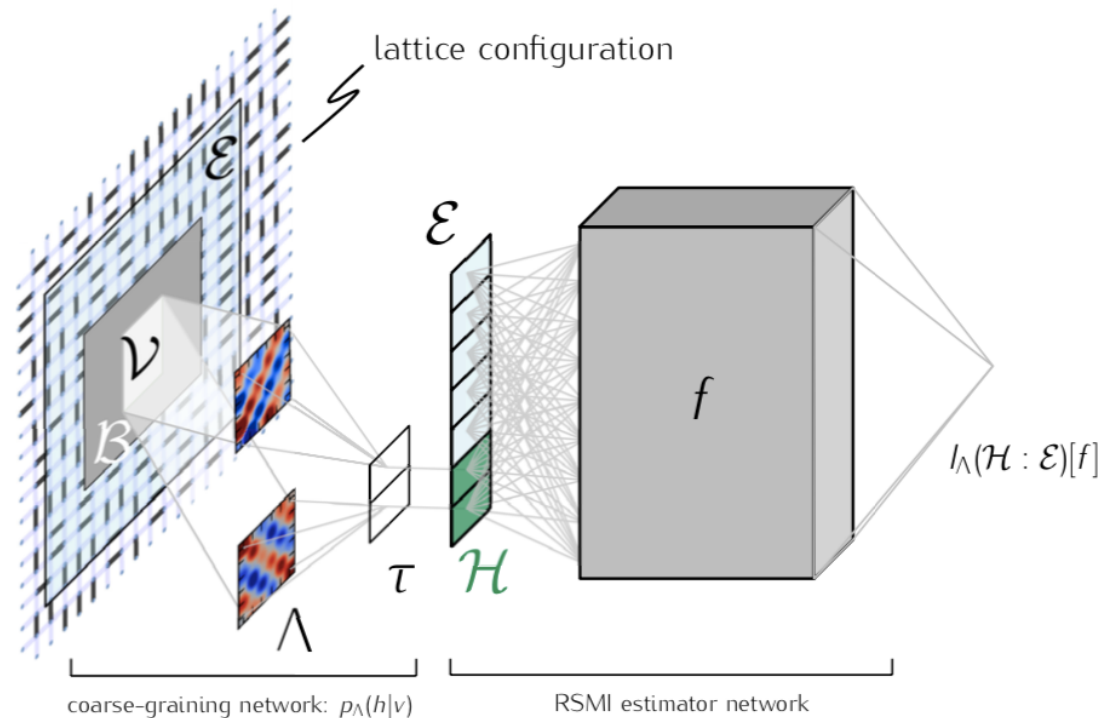 lattice configuration
ℰ
ℰ
𝒱
ℬ
f
I_Λ(ℋ : ℰ)[f]
τ
ℋ
Λ
coarse-graining network: p_Λ(h|v)
RSMI estimator network